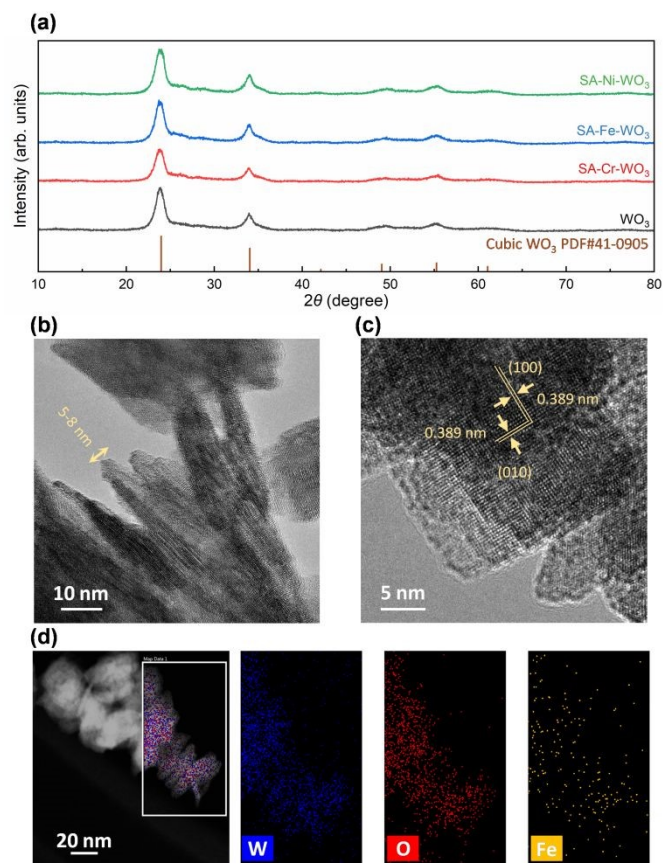 (a)
Intensity (arb. units)
SA-Ni-WO₃
SA-Fe-WO₃
SA-Cr-WO₃
WO₃
Cubic WO₃ PDF#41-0905
10 20 30 40 50 60 70 80
2θ (degree)
(b)
5-8 nm
10 nm
(c)
(100)
0.389 nm
0.389 nm
(010)
5 nm
(d)
Map Data 1
20 nm
W
O
Fe